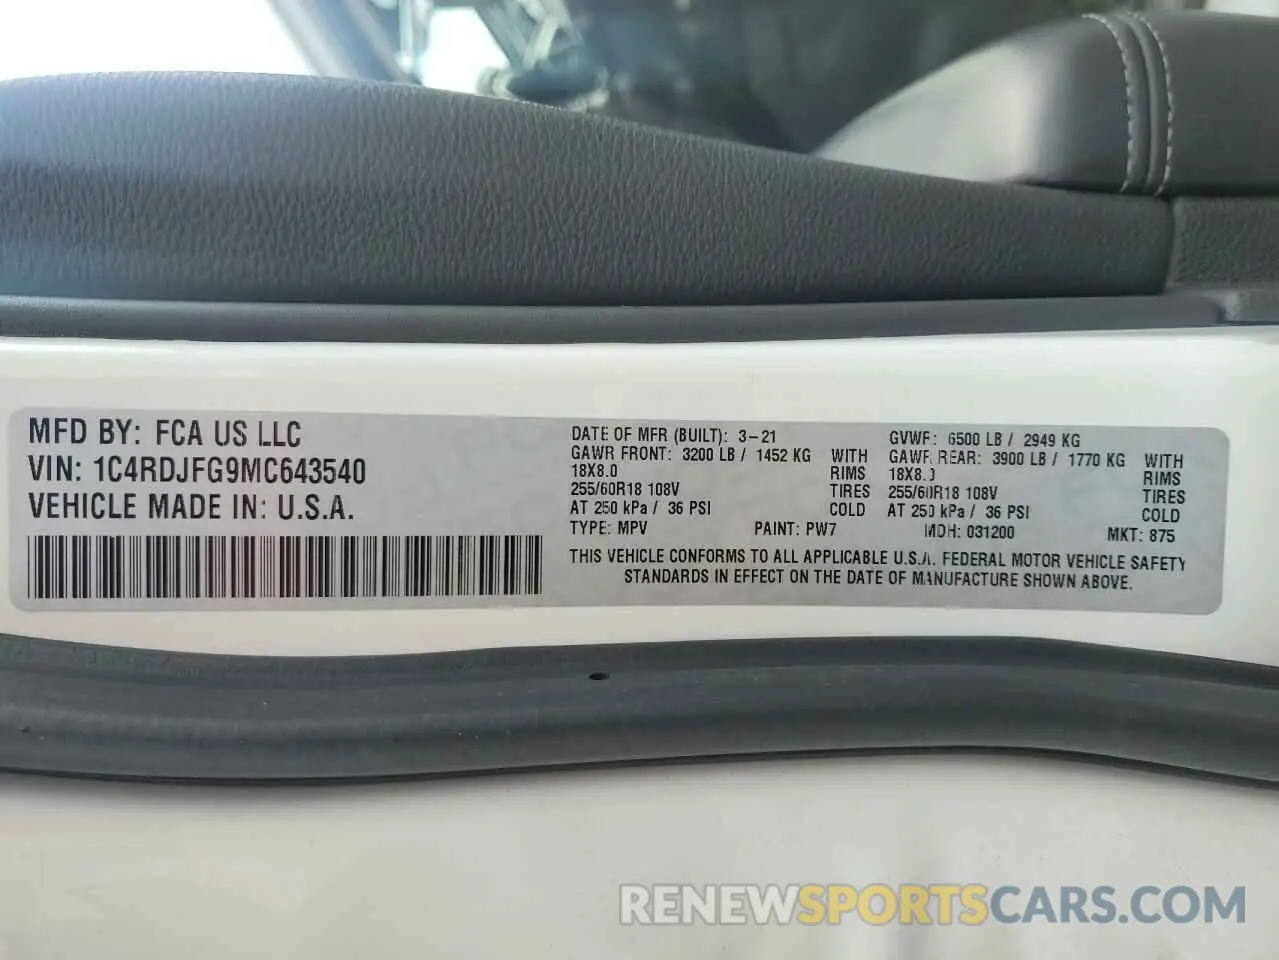 MFD BY: FCA US LLC
VIN: 1C4RDJFG9MC643540
VEHICLE MADE IN: U.S.A.
DATE OF MFR (BUILT): 3-21
GAWR FRONT: 3200 LB / 1452 KG WITH
18X8.0 RIMS
255/60R18 108V TIRES
AT 250 kPa / 36 PSI COLD
TYPE: MPV PAINT: PW7
GVWR: 6500 LB / 2949 KG
GAWR REAR: 3900 LB / 1770 KG WITH
18X8.0 RIMS
255/60R18 108V TIRES
AT 250 kPa / 36 PSI COLD
MDH: 031200 MKT: 875
THIS VEHICLE CONFORMS TO ALL APPLICABLE U.S.A. FEDERAL MOTOR VEHICLE SAFETY
STANDARDS IN EFFECT ON THE DATE OF MANUFACTURE SHOWN ABOVE.
RENEWSPORTSCARS.COM